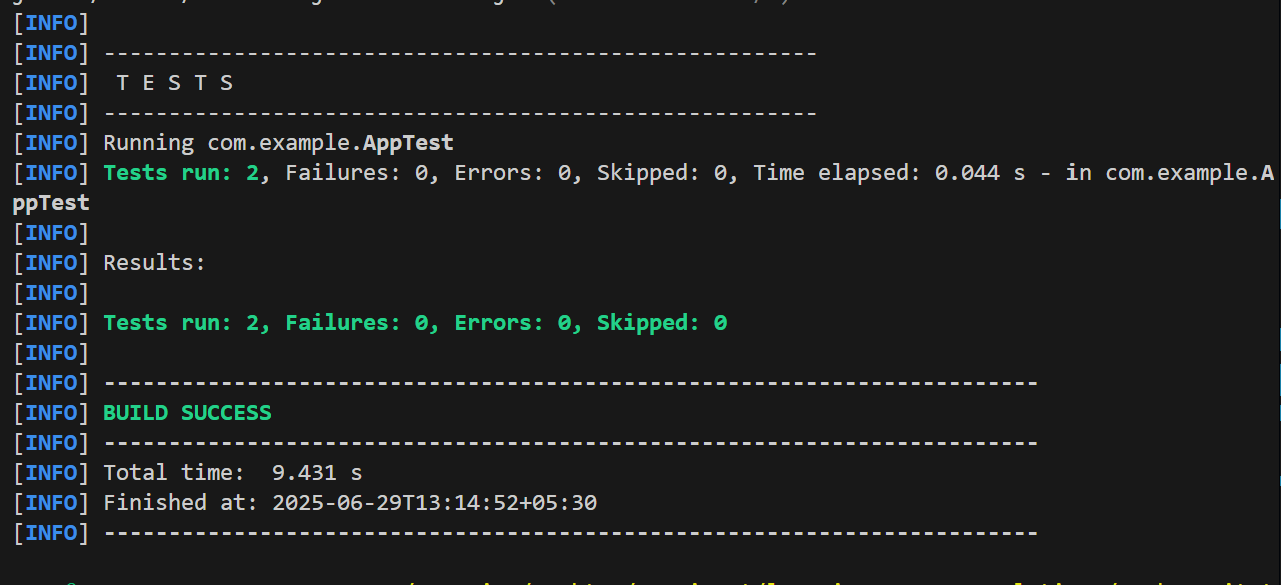 [INFO]
[INFO] -------------------------------------------------------
[INFO]  T E S T S
[INFO] -------------------------------------------------------
[INFO] Running com.example.AppTest
[INFO] Tests run: 2, Failures: 0, Errors: 0, Skipped: 0, Time elapsed: 0.044 s - in com.example.A
ppTest
[INFO]
[INFO] Results:
[INFO]
[INFO] Tests run: 2, Failures: 0, Errors: 0, Skipped: 0
[INFO]
[INFO] ------------------------------------------------------------------------
[INFO] BUILD SUCCESS
[INFO] ------------------------------------------------------------------------
[INFO] Total time:  9.431 s
[INFO] Finished at: 2025-06-29T13:14:52+05:30
[INFO] ------------------------------------------------------------------------